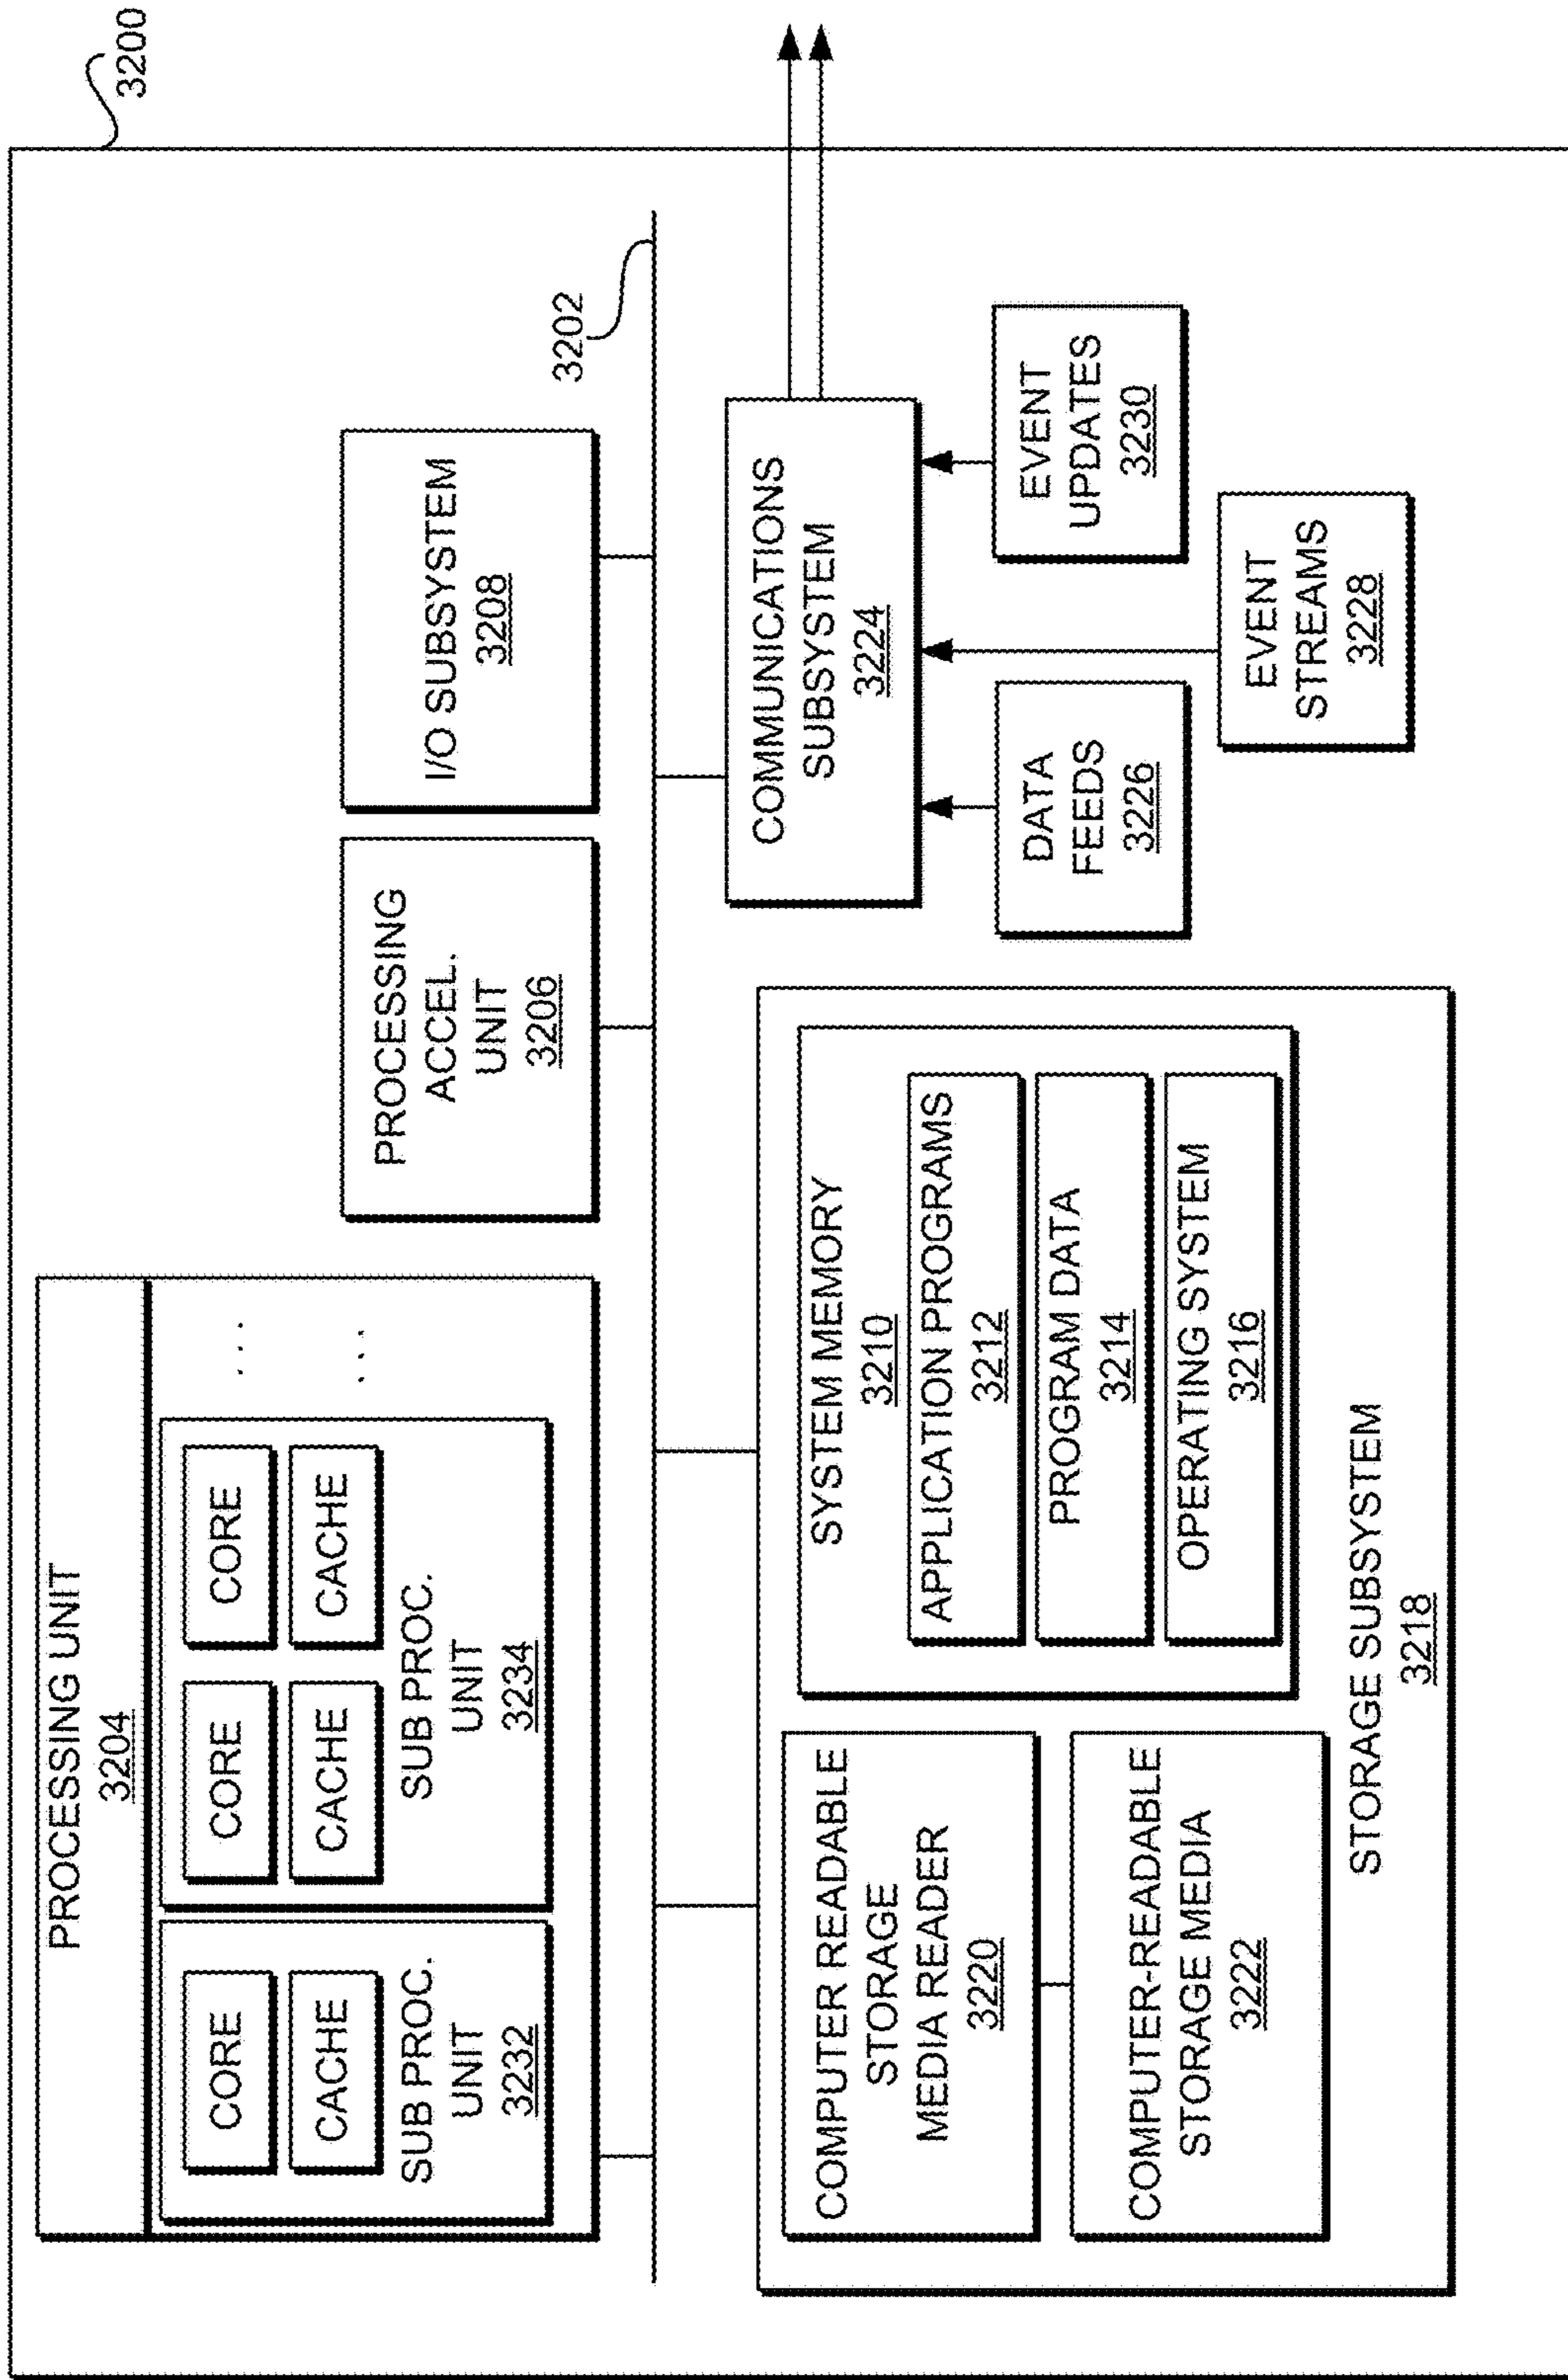 3200
PROCESSING UNIT
3204
CORE
CACHE
SUB PROC.
UNIT
3232
CORE
CORE
CACHE
CACHE
SUB PROC.
UNIT
3234
. . .
. . .
PROCESSING
ACCEL.
UNIT
3206
I/O SUBSYSTEM
3208
3202
COMPUTER READABLE
STORAGE
MEDIA READER
3220
COMPUTER-READABLE
STORAGE MEDIA
3222
SYSTEM MEMORY
3210
APPLICATION PROGRAMS
3212
PROGRAM DATA
3214
OPERATING SYSTEM
3216
STORAGE SUBSYSTEM
3218
COMMUNICATIONS
SUBSYSTEM
3224
DATA
FEEDS
3226
EVENT
STREAMS
3228
EVENT
UPDATES
3230